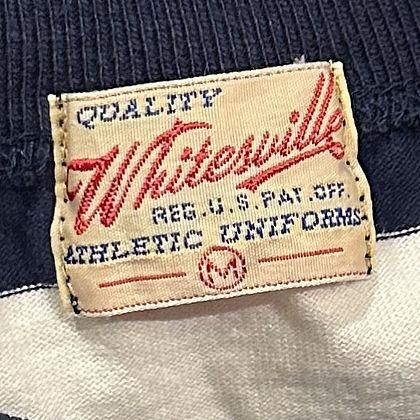 QUALITY
Whitesville
REG. U.S. PAT. OFF.
ATHLETIC UNIFORMS
M